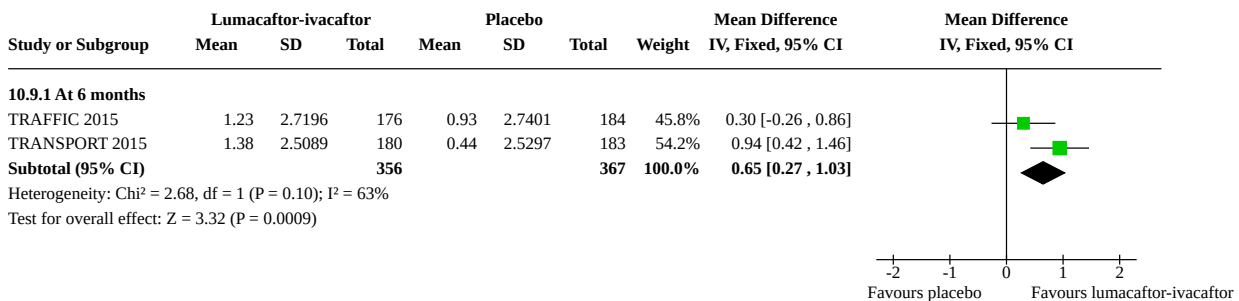 Lumacaftor-ivacaftor Placebo Mean Difference Mean Difference
Study or Subgroup Mean SD Total Mean SD Total Weight IV, Fixed, 95% CI IV, Fixed, 95% CI
10.9.1 At 6 months
TRAFFIC 2015 1.23 2.7196 176 0.93 2.7401 184 45.8% 0.30 [-0.26 , 0.86]
TRANSPORT 2015 1.38 2.5089 180 0.44 2.5297 183 54.2% 0.94 [0.42 , 1.46]
Subtotal (95% CI) 356 367 100.0% 0.65 [0.27 , 1.03]
Heterogeneity: Chi² = 2.68, df = 1 (P = 0.10); I² = 63%
Test for overall effect: Z = 3.32 (P = 0.0009)
-2 -1 0 1 2
Favours placebo Favours lumacaftor-ivacaftor